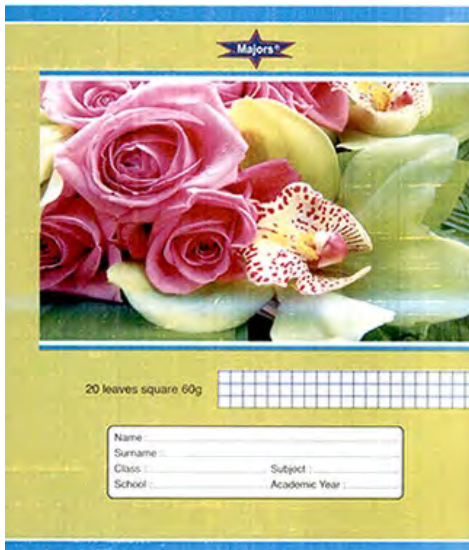 Majors®
20 leaves square 60g
Name :
Surname :
Class : Subject :
School : Academic Year :